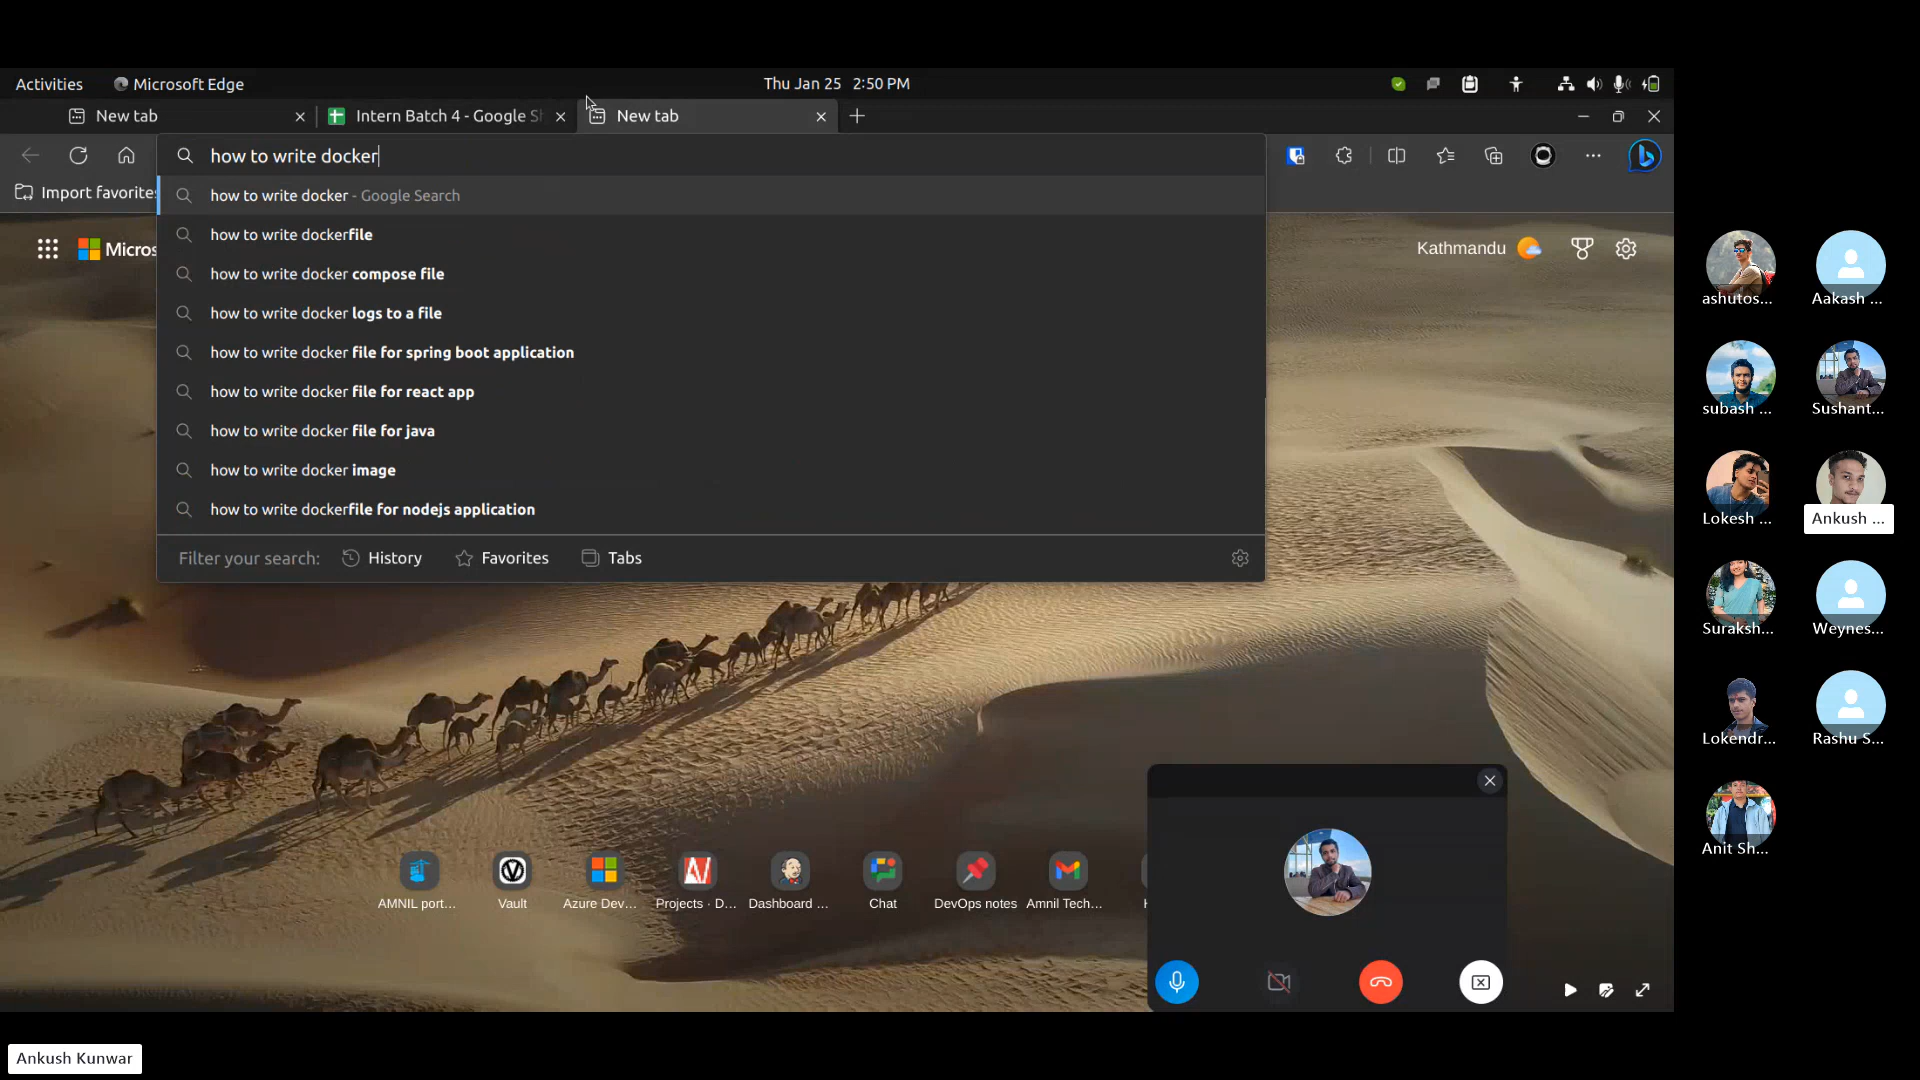 Activities
Microsoft Edge
Thu Jan 25 2:50 PM
New tab
Intern Batch 4 - Google S
New tab
how to write docker
Import favorites
how to write docker - Google Search
how to write dockerfile
how to write docker compose file
how to write docker logs to a file
how to write docker file for spring boot application
how to write docker file for react app
how to write docker file for java
how to write docker image
how to write dockerfile for nodejs application
Filter your search:
History
Favorites
Tabs
Micros
Kathmandu
AMNIL port...
Vault
Azure Dev...
Projects · D...
Dashboard ...
Chat
DevOps notes
Amnil Tech...
ashutos...
Aakash ...
subash ...
Sushant...
Lokesh ...
Ankush ...
Suraksh...
Weynes...
Lokendr...
Rashu S...
Anit Sh...
Ankush Kunwar